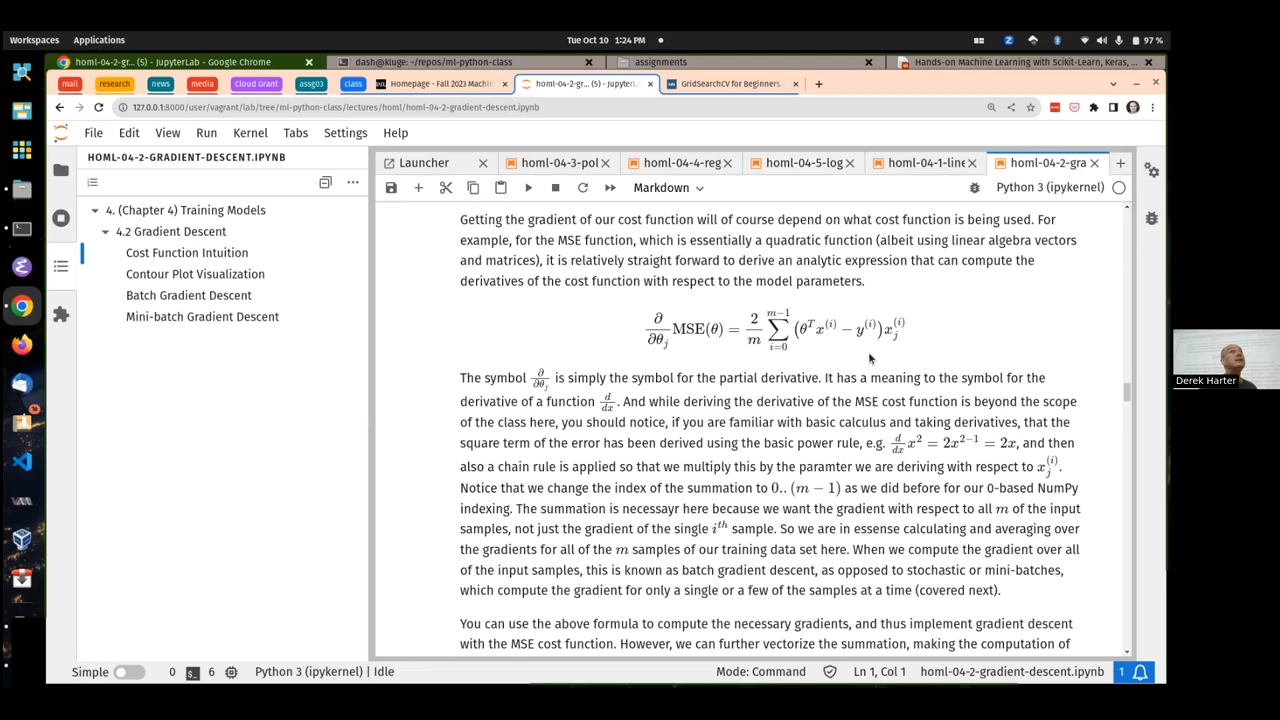 Workspaces Applications Tue Oct 10 1:24 PM 97 %
homl-04-2-gr... (5) - JupyterLab - Google Chrome × dash@kluge: ~/repos/ml-python-class × assignments × Hands-on Machine Learning with Scikit-Learn, Keras, ... ×
mail research news media Cloud Grant assg03 class Homepage - Fall 2023 Machin × homl-04-2-gr... (5) - JupyterL × GridSearchCV for Beginners. ×
127.0.0.1:8000/user/vagrant/lab/tree/ml-python-class/lectures/homl/homl-04-2-gradient-descent.ipynb
File Edit View Run Kernel Tabs Settings Help
HOML-04-2-GRADIENT-DESCENT.IPYNB
Launcher × homl-04-3-pol × homl-04-4-reg × homl-04-5-log × homl-04-1-line × homl-04-2-gra ×
Markdown Python 3 (ipykernel)
4. (Chapter 4) Training Models
4.2 Gradient Descent
Cost Function Intuition
Contour Plot Visualization
Batch Gradient Descent
Mini-batch Gradient Descent
Getting the gradient of our cost function will of course depend on what cost function is being used. For
example, for the MSE function, which is essentially a quadratic function (albeit using linear algebra vectors
and matrices), it is relatively straight forward to derive an analytic expression that can compute the
derivatives of the cost function with respect to the model parameters.
∂/∂θ_j MSE(θ) = 2/m ∑_{i=0}^{m−1} (θ^T x^{(i)} − y^{(i)}) x_j^{(i)}
The symbol ∂/∂θ_j is simply the symbol for the partial derivative. It has a meaning to the symbol for the
derivative of a function d/dx. And while deriving the derivative of the MSE cost function is beyond the scope
of the class here, you should notice, if you are familiar with basic calculus and taking derivatives, that the
square term of the error has been derived using the basic power rule, e.g. d/dx x^2 = 2x^{2−1} = 2x, and then
also a chain rule is applied so that we multiply this by the paramter we are deriving with respect to x_j^{(i)}.
Notice that we change the index of the summation to 0..(m − 1) as we did before for our 0-based NumPy
indexing. The summation is necessayr here because we want the gradient with respect to all m of the input
samples, not just the gradient of the single i^{th} sample. So we are in essense calculating and averaging over
the gradients for all of the m samples of our training data set here. When we compute the gradient over all
of the input samples, this is known as batch gradient descent, as opposed to stochastic or mini-batches,
which compute the gradient for only a single or a few of the samples at a time (covered next).
You can use the above formula to compute the necessary gradients, and thus implement gradient descent
with the MSE cost function. However, we can further vectorize the summation, making the computation of
Simple 0 6 Python 3 (ipykernel) | Idle Mode: Command Ln 1, Col 1 homl-04-2-gradient-descent.ipynb 1
Derek Harter